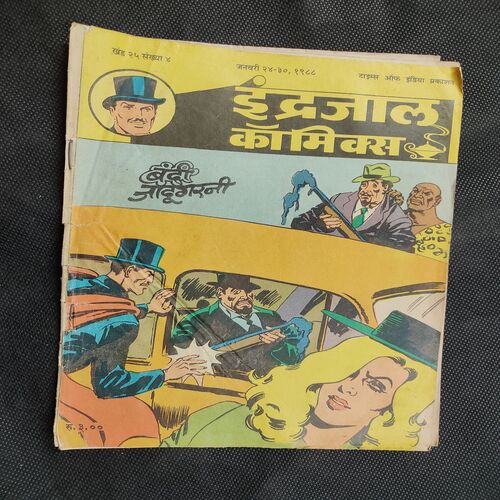 खंड २५ संख्या ४
जनवरी २४-३०, १९८८
टाइम्स ऑफ इंडिया प्रकाशन
इंद्रजाल
कॉमिक्स
बंदी
जादूगरनी
रु. ३.००